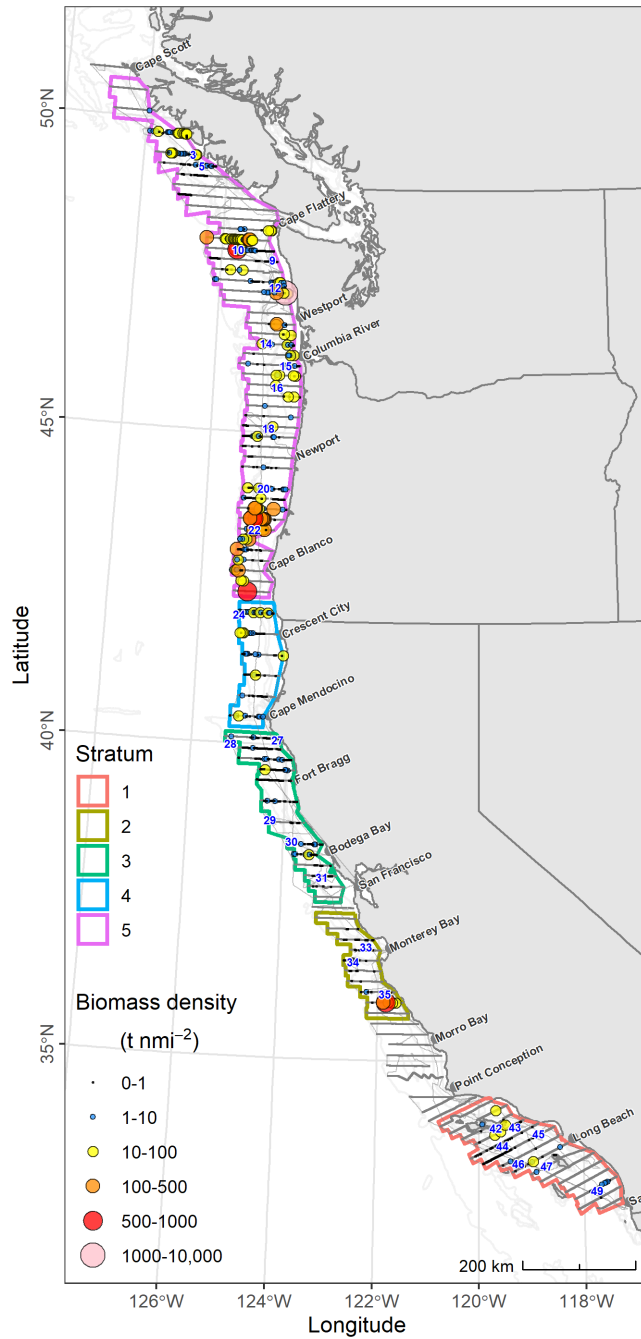 Cape Scott
50°N
3
5
Cape Flattery
10
9
12
Westport
14
Columbia River
15
16
45°N
18
Newport
20
22
Cape Blanco
24
Crescent City
Latitude
Cape Mendocino
40°N
28
27
Stratum
Fort Bragg
1
2
29
3
Bodega Bay
30
4
San Francisco
31
5
33
Monterey Bay
34
Biomass density
35
(t nmi⁻²)
35°N
Morro Bay
0-1
Point Conception
1-10
42
43
45
Long Beach
10-100
44
46
47
100-500
49
Sa
500-1000
1000-10,000
200 km
126°W
124°W
122°W
120°W
118°W
Longitude